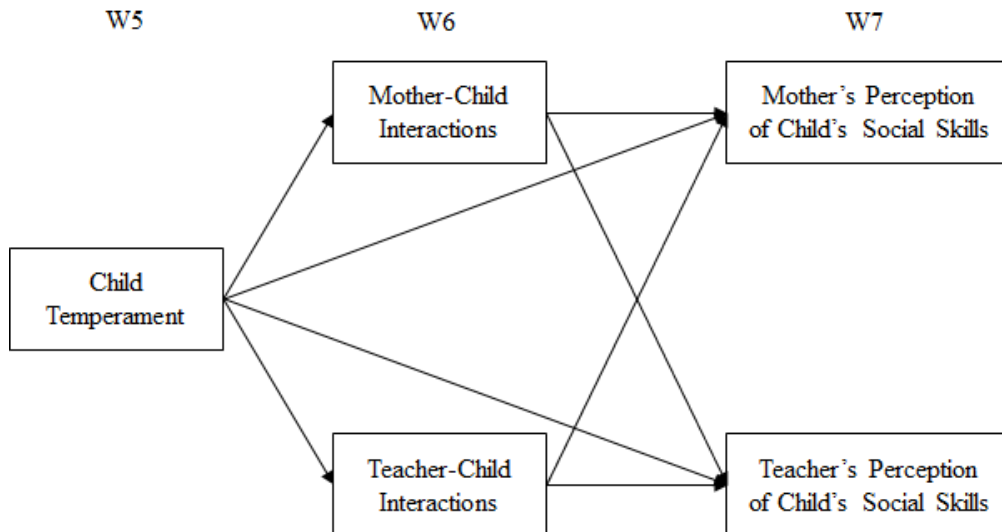 W5
W6
W7
Mother-Child
Interactions
Mother's Perception
of Child's Social Skills
Child
Temperament
Teacher-Child
Interactions
Teacher's Perception
of Child's Social Skills